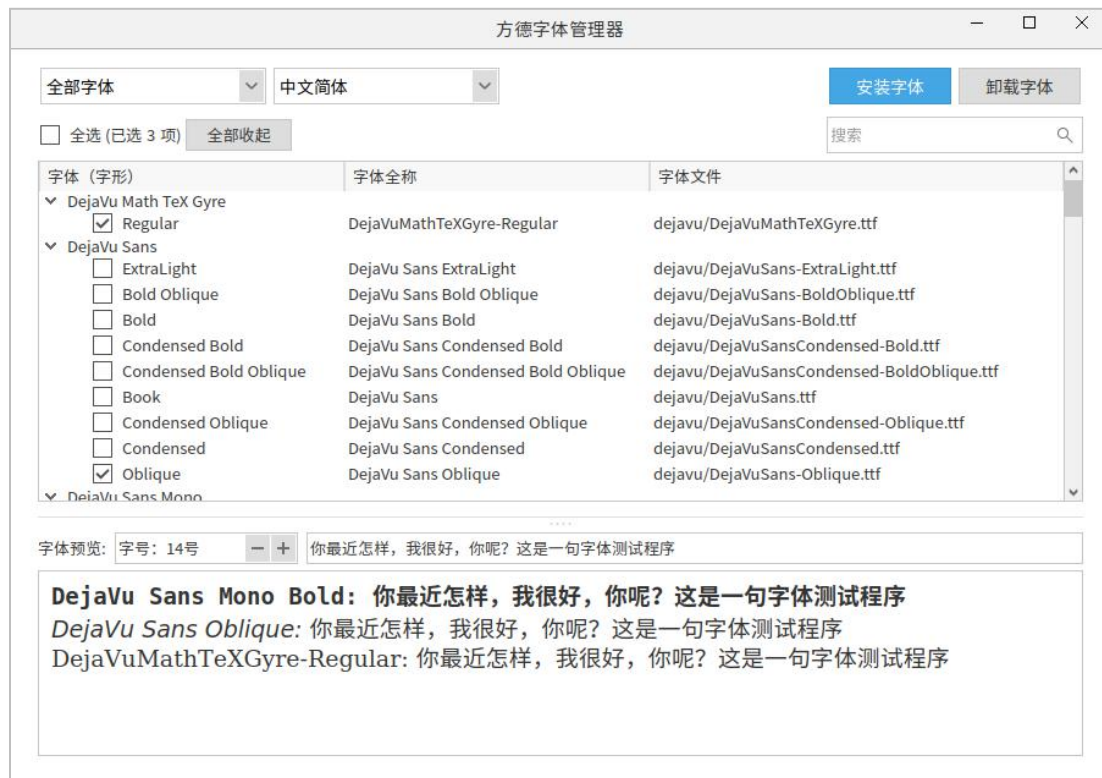 方德字体管理器
全部字体 中文简体 安装字体 卸载字体
全选 (已选 3 项) 全部收起 搜索
字体（字形） 字体全称 字体文件
DejaVu Math TeX Gyre
Regular DejaVuMathTeXGyre-Regular dejavu/DejaVuMathTeXGyre.ttf
DejaVu Sans
ExtraLight DejaVu Sans ExtraLight dejavu/DejaVuSans-ExtraLight.ttf
Bold Oblique DejaVu Sans Bold Oblique dejavu/DejaVuSans-BoldOblique.ttf
Bold DejaVu Sans Bold dejavu/DejaVuSans-Bold.ttf
Condensed Bold DejaVu Sans Condensed Bold dejavu/DejaVuSansCondensed-Bold.ttf
Condensed Bold Oblique DejaVu Sans Condensed Bold Oblique dejavu/DejaVuSansCondensed-BoldOblique.ttf
Book DejaVu Sans dejavu/DejaVuSans.ttf
Condensed Oblique DejaVu Sans Condensed Oblique dejavu/DejaVuSansCondensed-Oblique.ttf
Condensed DejaVu Sans Condensed dejavu/DejaVuSansCondensed.ttf
Oblique DejaVu Sans Oblique dejavu/DejaVuSans-Oblique.ttf
DejaVu Sans Mono
字体预览: 字号：14号 你最近怎样，我很好，你呢？这是一句字体测试程序
DejaVu Sans Mono Bold: 你最近怎样，我很好，你呢？这是一句字体测试程序
DejaVu Sans Oblique: 你最近怎样，我很好，你呢？这是一句字体测试程序
DejaVuMathTeXGyre-Regular: 你最近怎样，我很好，你呢？这是一句字体测试程序